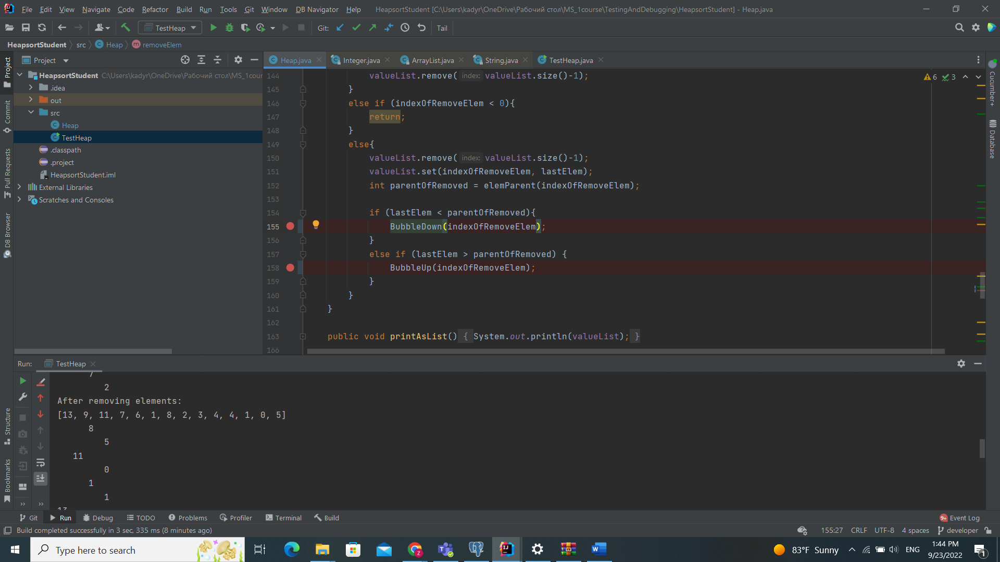 File Edit View Navigate Code Refactor Build Run Tools Git Window DB Navigator Help HeapsortStudent [C:\Users\kadyr\OneDrive\Рабочий стол\MS_1course\TestingAndDebugging\HeapsortStudent] - Heap.java
TestHeap Git: Tail
HeapsortStudent src Heap removeElem
Project
Heap.java Integer.java ArrayList.java String.java TestHeap.java
HeapsortStudent C:\Users\kadyr\OneDrive\Рабочий стол\MS_1cour
.idea
out
src
Heap
TestHeap
.classpath
.project
HeapsortStudent.iml
External Libraries
Scratches and Consoles
Project
Commit
Pull Requests
DB Browser
Structure
Bookmarks
6 3
144 valueList.remove( index: valueList.size()-1);
145 }
146 else if (indexOfRemoveElem < 0){
147 return;
148 }
149 else{
150 valueList.remove( index: valueList.size()-1);
151 valueList.set(indexOfRemoveElem, lastElem);
152 int parentOfRemoved = elemParent(indexOfRemoveElem);
153
154 if (lastElem < parentOfRemoved){
155 BubbleDown(indexOfRemoveElem);
156 }
157 else if (lastElem > parentOfRemoved) {
158 BubbleUp(indexOfRemoveElem);
159 }
160 }
161 }
162
163 public void printAsList() { System.out.println(valueList); }
166
Cucumber+
Database
Run: TestHeap
7
2
After removing elements:
[13, 9, 11, 7, 6, 1, 8, 2, 3, 4, 4, 1, 0, 5]
8
5
11
0
1
1
13
Git Run Debug TODO Problems Profiler Terminal Build 9+ Event Log
Build completed successfully in 3 sec, 335 ms (8 minutes ago) 155:27 CRLF UTF-8 4 spaces developer
Type here to search
83°F Sunny ENG 1:44 PM
9/23/2022 1